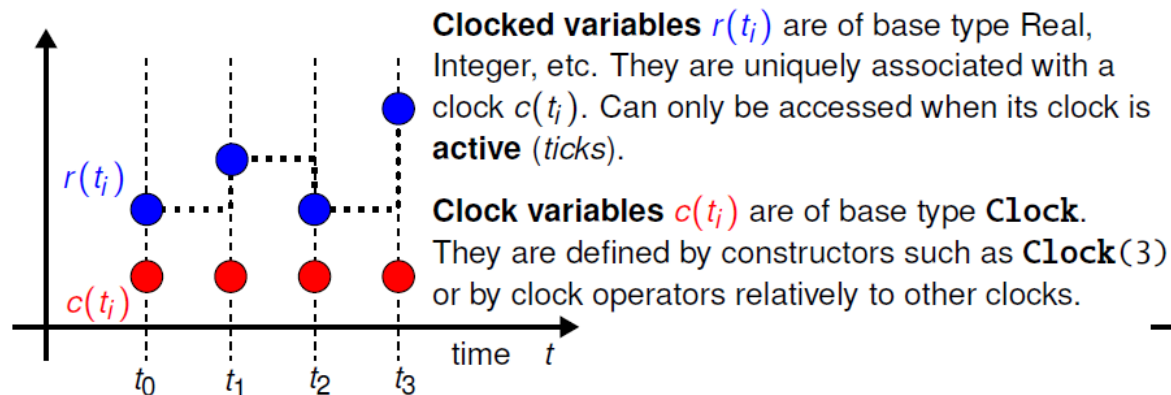 Clocked variables r(tᵢ) are of base type Real,
Integer, etc. They are uniquely associated with a
clock c(tᵢ). Can only be accessed when its clock is
active (ticks).
Clock variables c(tᵢ) are of base type Clock.
They are defined by constructors such as Clock(3)
or by clock operators relatively to other clocks.
r(tᵢ)
c(tᵢ)
time t
t₀ t₁ t₂ t₃